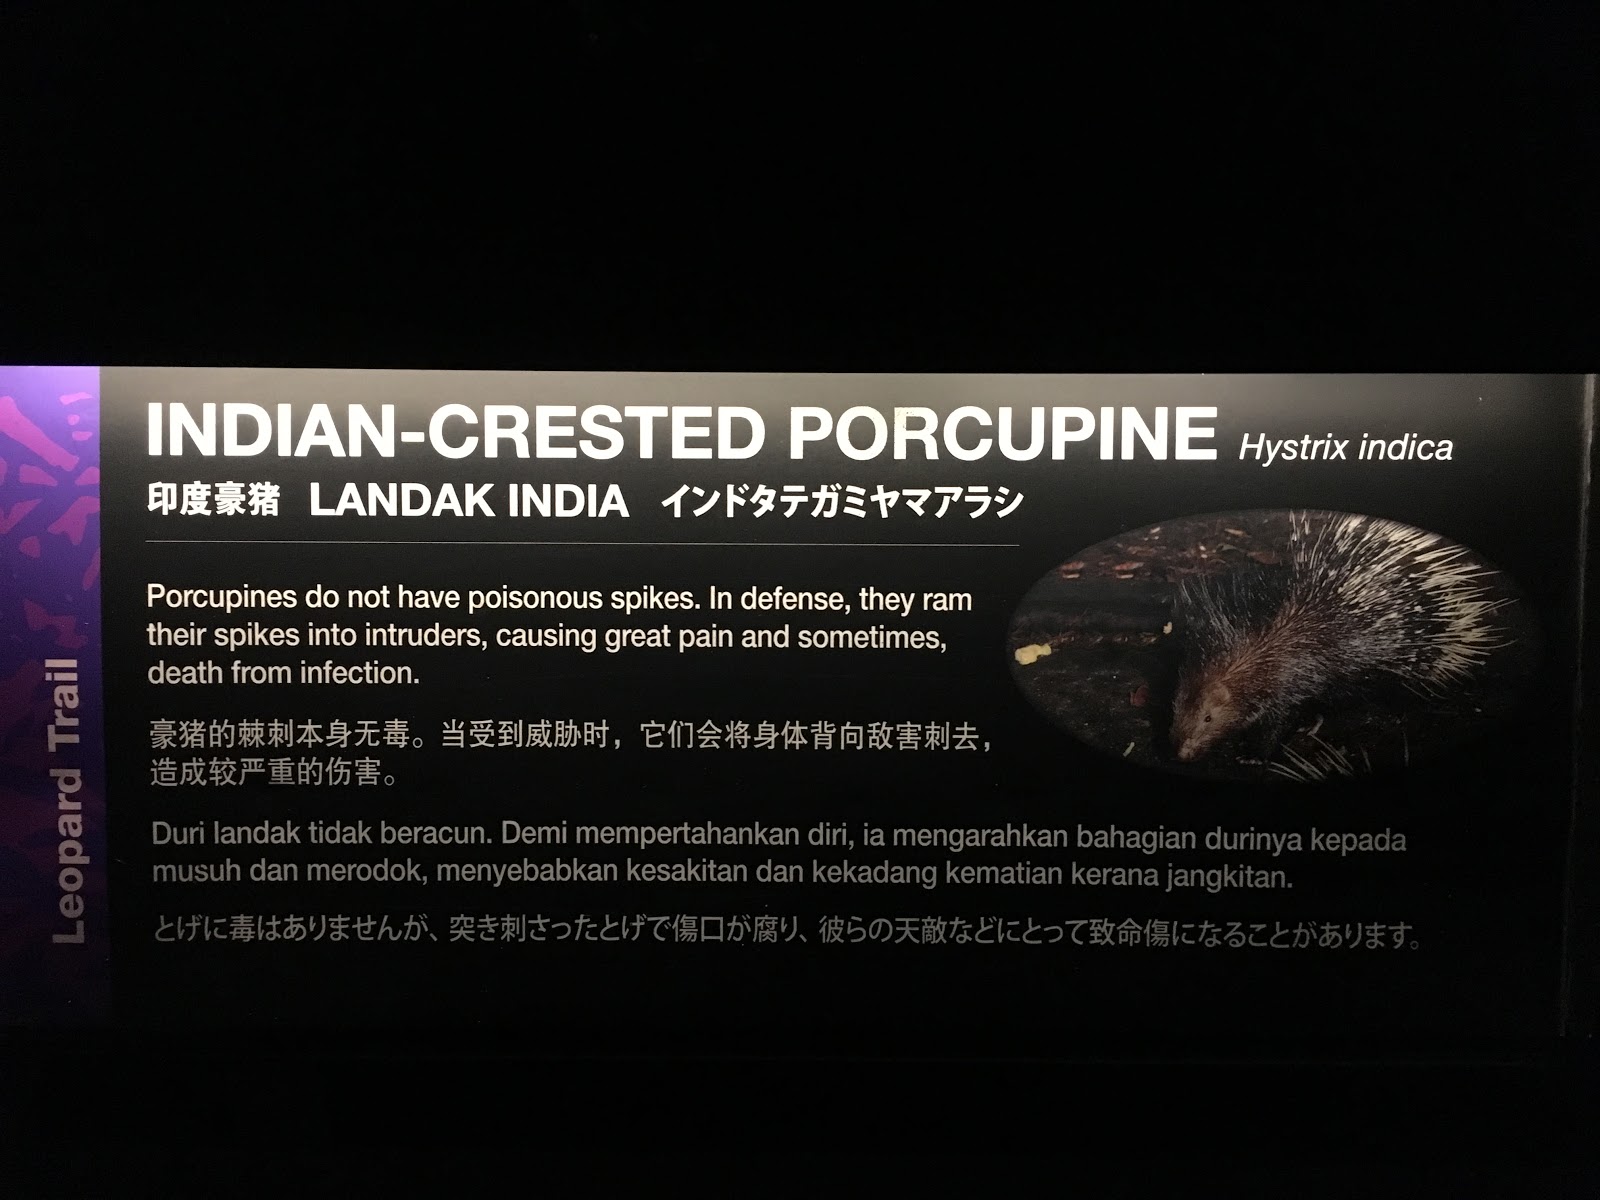 INDIAN-CRESTED PORCUPINE Hystrix indica
印度豪猪 LANDAK INDIA インドタテガミヤマアラシ
Porcupines do not have poisonous spikes. In defense, they ram
their spikes into intruders, causing great pain and sometimes,
death from infection.
豪猪的棘刺本身无毒。当受到威胁时，它们会将身体背向敌害刺去，
造成较严重的伤害。
Duri landak tidak beracun. Demi mempertahankan diri, ia mengarahkan bahagian durinya kepada
musuh dan merodok, menyebabkan kesakitan dan kekadang kematian kerana jangkitan.
とげに毒はありませんが、突き刺さったとげで傷口が腐り、彼らの天敵などにとって致命傷になることがあります。
Leopard Trail